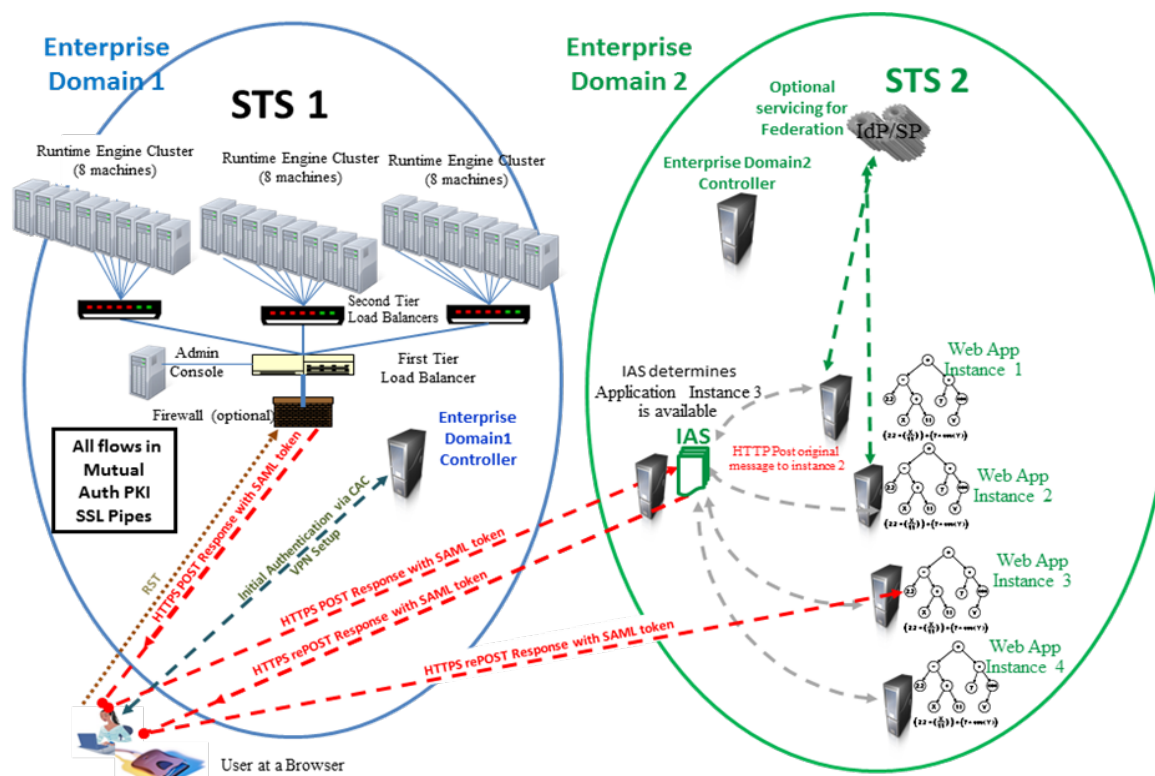 Enterprise
Domain 1
STS 1
Runtime Engine Cluster
(8 machines)
Runtime Engine Cluster
(8 machines)
Runtime Engine Cluster
(8 machines)
Second Tier
Load Balancers
Admin
Console
First Tier
Load Balancer
Firewall (optional)
Enterprise
Domain1
Controller
All flows in
Mutual
Auth PKI
SSL Pipes
RST
HTTPS POST Response with SAML token
Initial Authentication via CAC
VPN Setup
HTTPS POST Response with SAML token
HTTPS rePOST Response with SAML token
HTTPS rePOST Response with SAML token
User at a Browser
Enterprise
Domain 2
STS 2
Optional
servicing for
Federation
IdP/SP
Enterprise Domain2
Controller
IAS determines
Application Instance 3
is available
IAS
HTTP Post original
message to instance 2
Web App
Instance 1
Web App
Instance 2
Web App
Instance 3
Web App
Instance 4